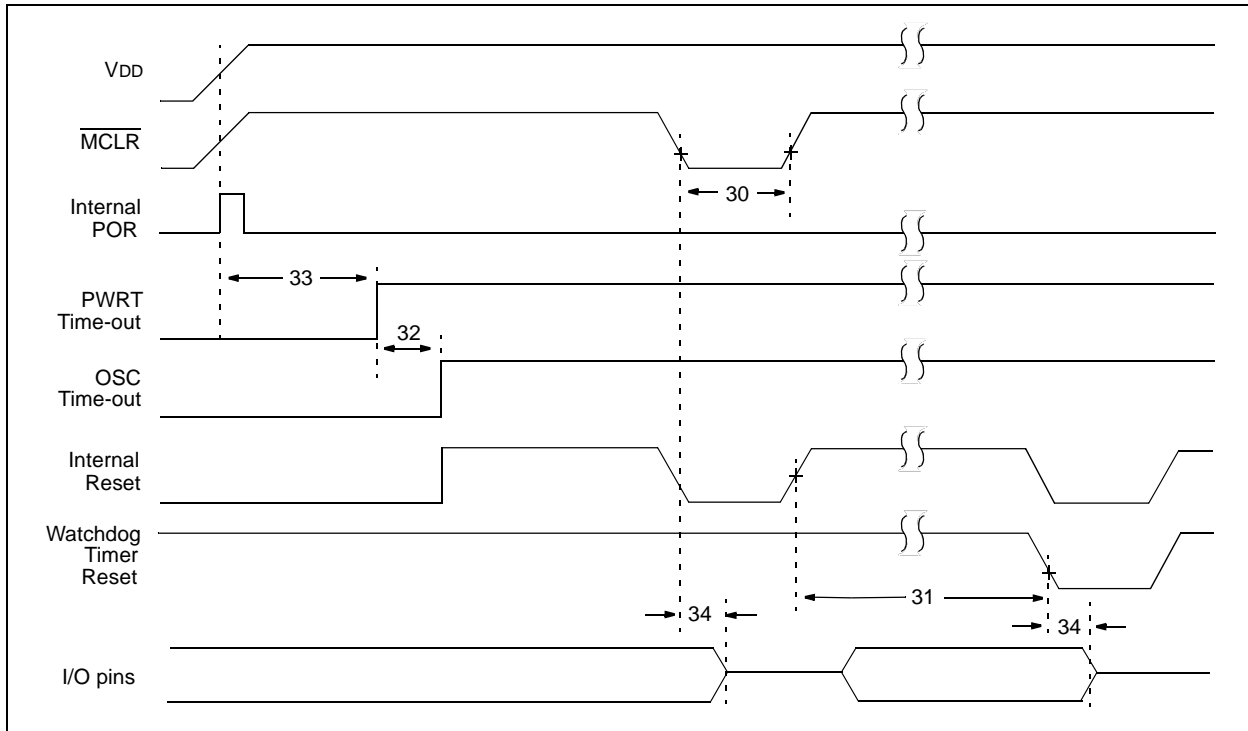 VDD
MCLR
30
Internal
POR
33
PWRT
Time-out
32
OSC
Time-out
Internal
Reset
Watchdog
Timer
Reset
31
34
34
I/O pins